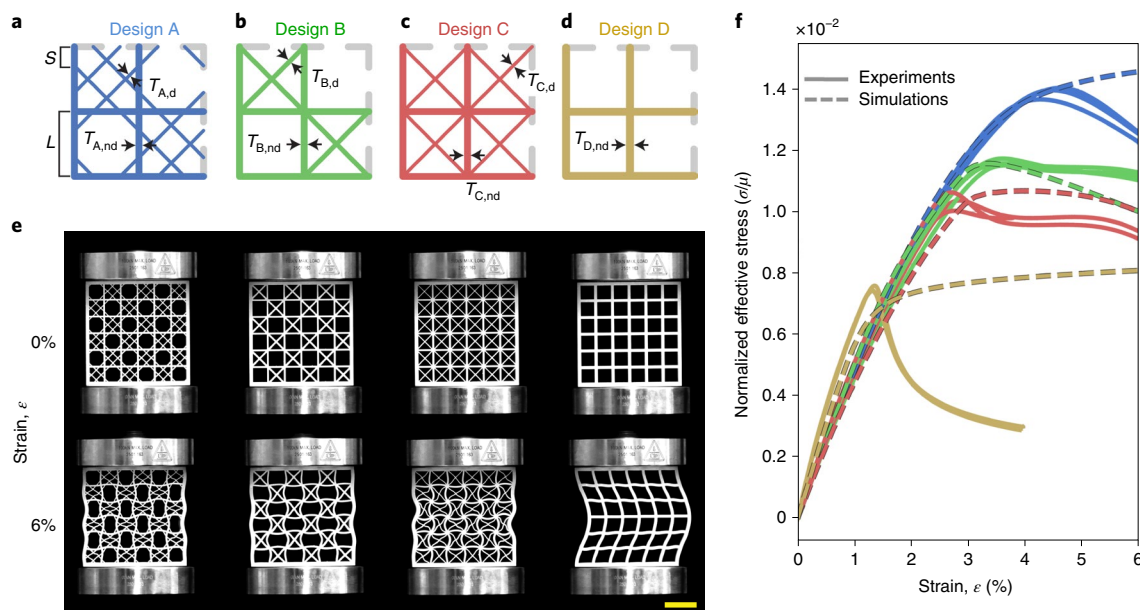 a Design A
b Design B
c Design C
d Design D
f
S
L
T_A,d
T_A,nd
T_B,d
T_B,nd
T_C,d
T_C,nd
T_D,nd
e
Strain, ε
0%
6%
×10⁻²
Experiments
Simulations
Normalized effective stress (σ/μ)
1.4
1.2
1.0
0.8
0.6
0.4
0.2
0
0 1 2 3 4 5 6
Strain, ε (%)